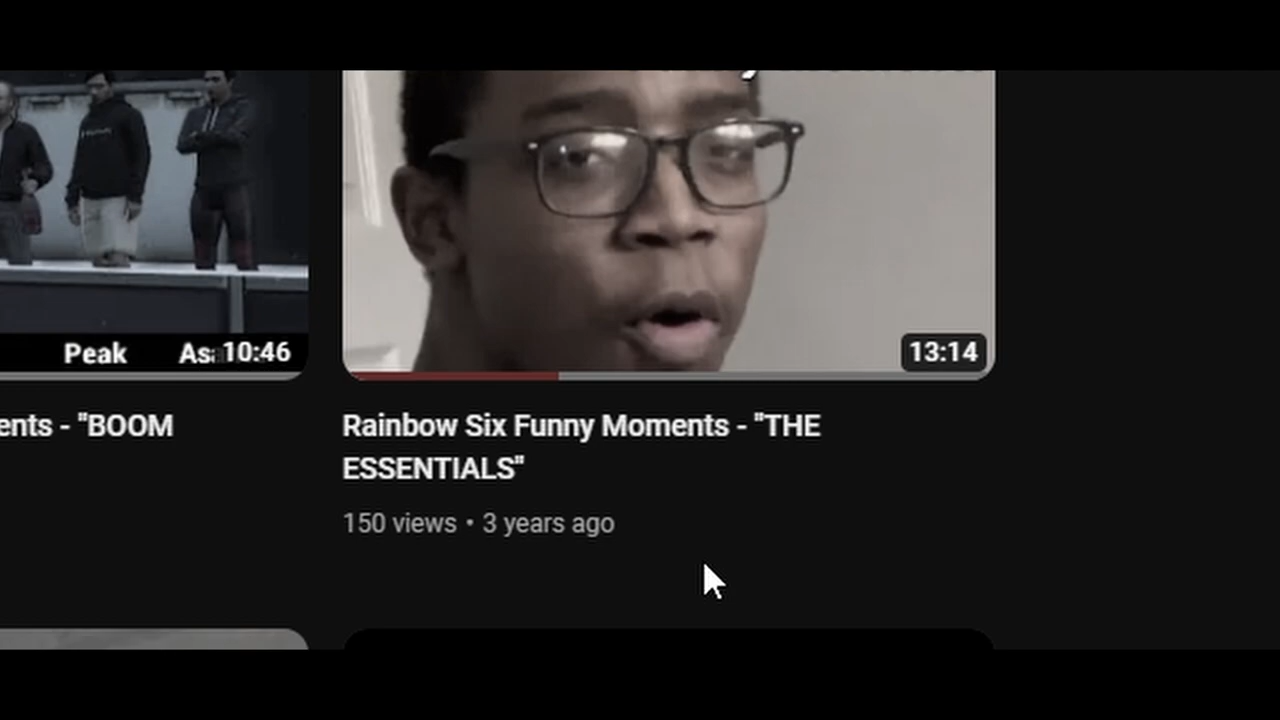 Peak
10:46
13:14
ents - "BOOM
Rainbow Six Funny Moments - "THE
ESSENTIALS"
150 views • 3 years ago